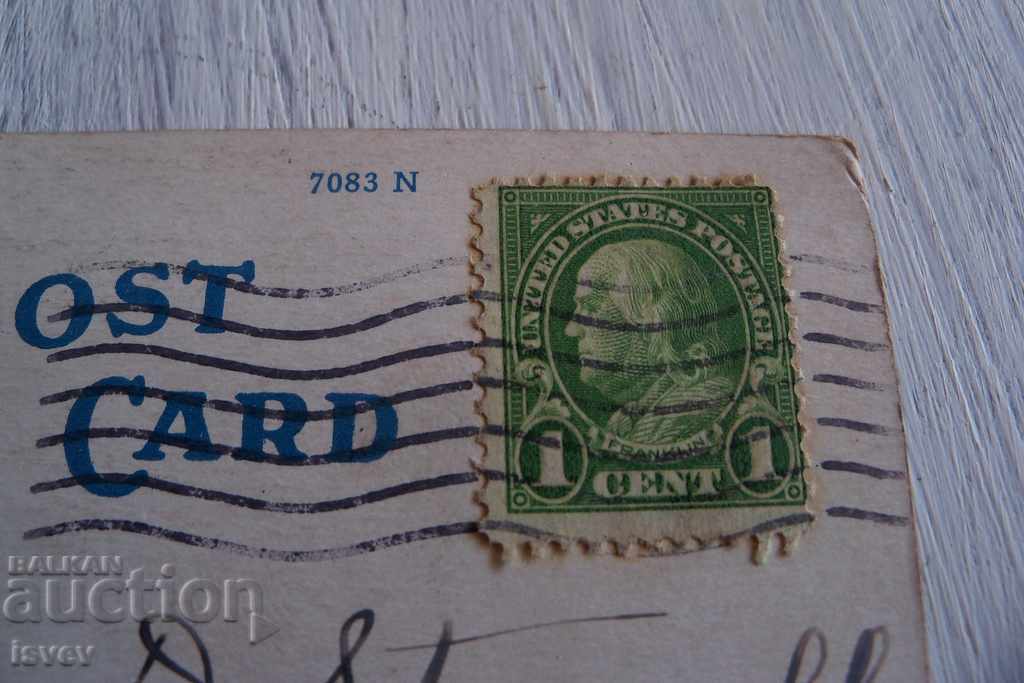 7083 N
OST
CARD
UNITED STATES POSTAGE
FRANKLIN
1 CENT 1
BALKAN
auction
isvev